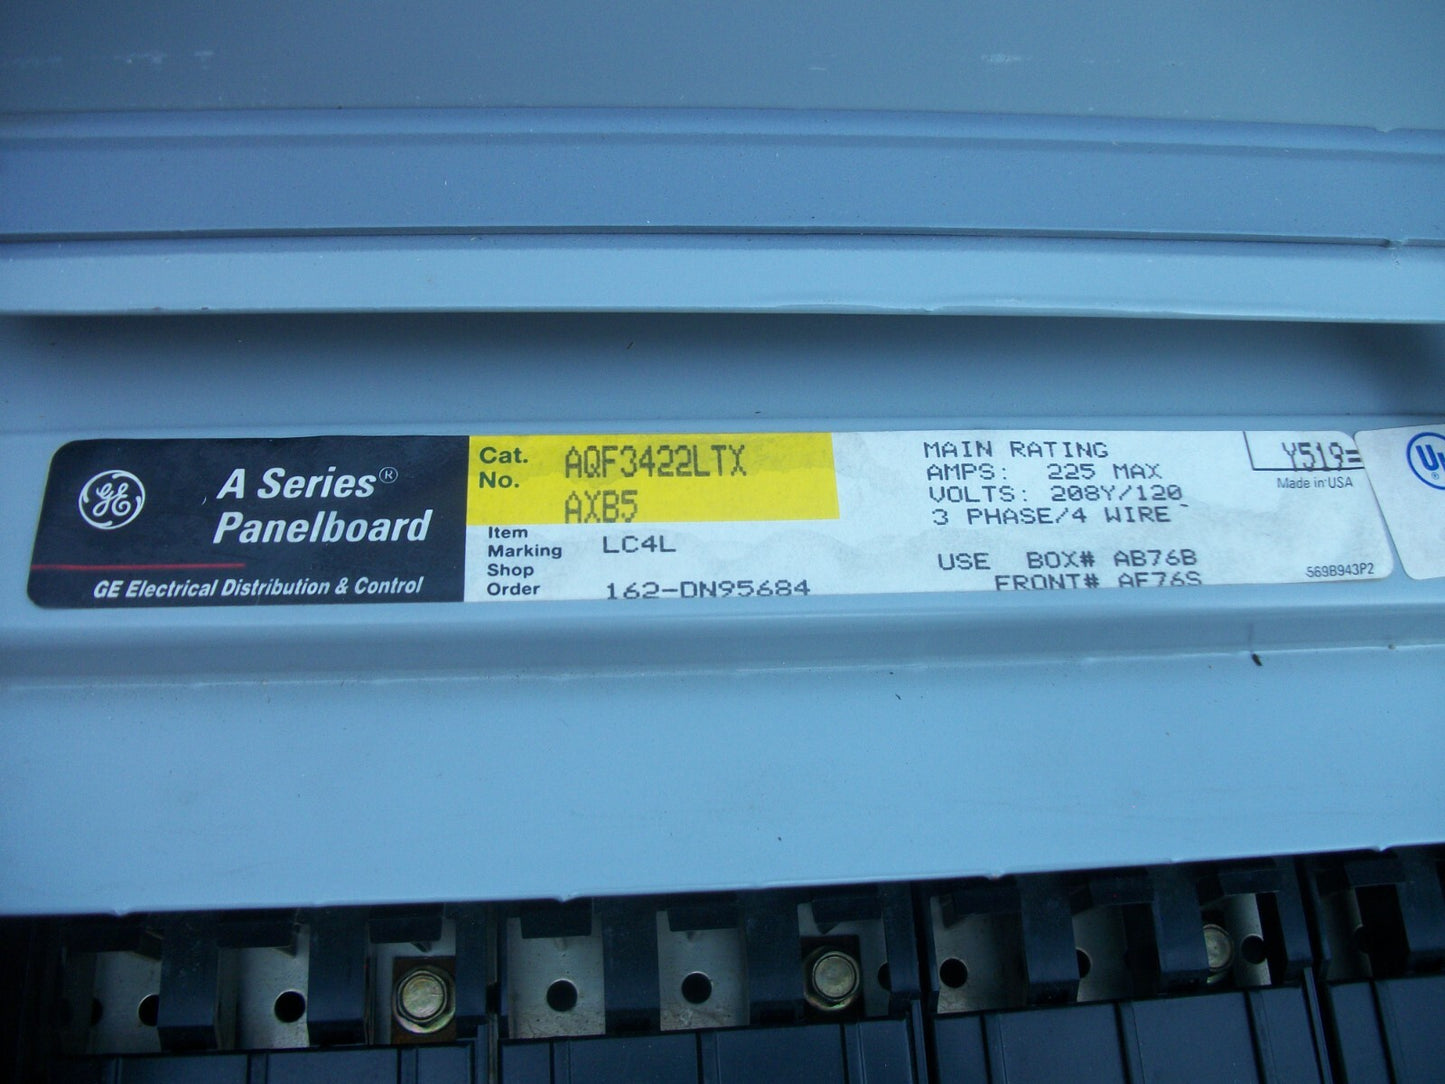 GE
A Series®
Panelboard
GE Electrical Distribution & Control
Cat. No. AQF3422LTX
AXB5
Item Marking LC4L
Shop Order 162-DN95684
MAIN RATING
AMPS: 225 MAX
VOLTS: 208Y/120
3 PHASE/4 WIRE
USE BOX# AB76B
FRONT# AF76S
Y519=
Made in USA
569B943P2